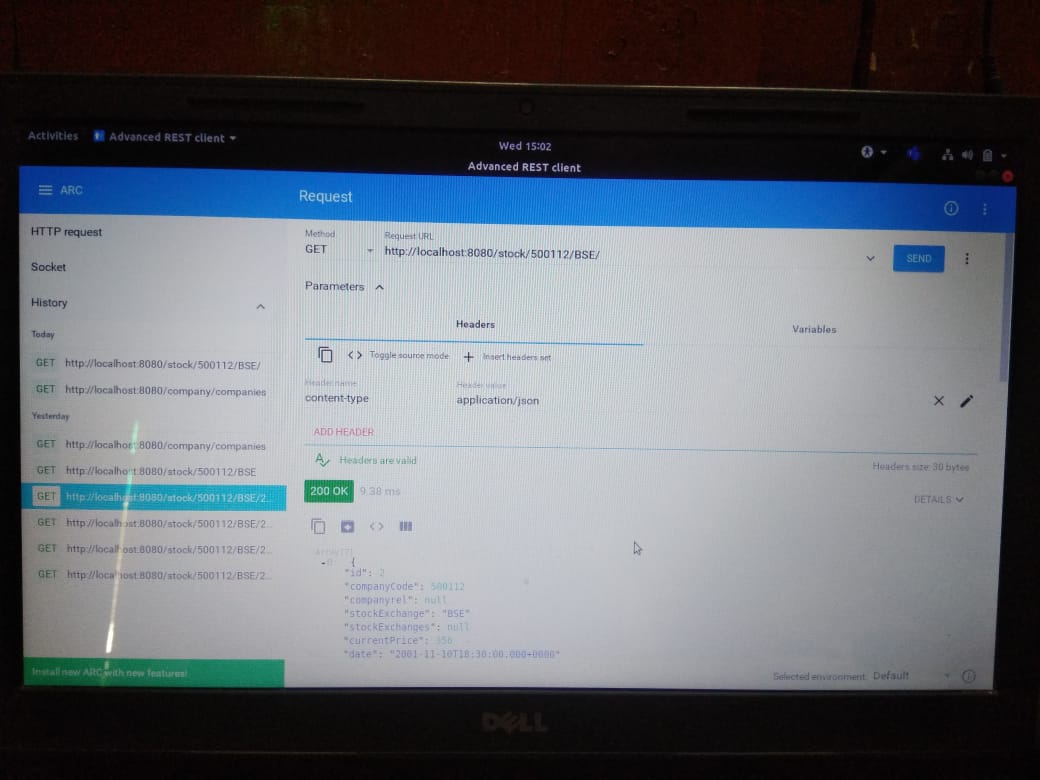 Activities Advanced REST client
Wed 15:02
Advanced REST client
ARC
Request
HTTP request
Socket
History
Today
GET http://localhost:8080/stock/500112/BSE/
GET http://localhost:8080/company/companies
Yesterday
GET http://localhost:8080/company/companies
GET http://localhost:8080/stock/500112/BSE
GET http://localhost:8080/stock/500112/BSE/2...
GET http://localhost:8080/stock/500112/BSE/2...
GET http://localhost:8080/stock/500112/BSE/2...
GET http://localhost:8080/stock/500112/BSE/2...
Install new ARC with new features!
Method
GET
Request URL
http://localhost:8080/stock/500112/BSE/
SEND
Parameters
Headers Variables
Toggle source mode Insert headers set
Header name Header value
content-type application/json
ADD HEADER
Headers are valid
Headers size: 30 bytes
200 OK 9.38 ms
DETAILS
Array[7]
-0 {
"id": 2
"companyCode": 500112
"companyrel": null
"stockExchange": "BSE"
"stockExchanges": null
"currentPrice": 356
"date": "2001-11-10T18:30:00.000+0000"
Selected environment: Default
DELL